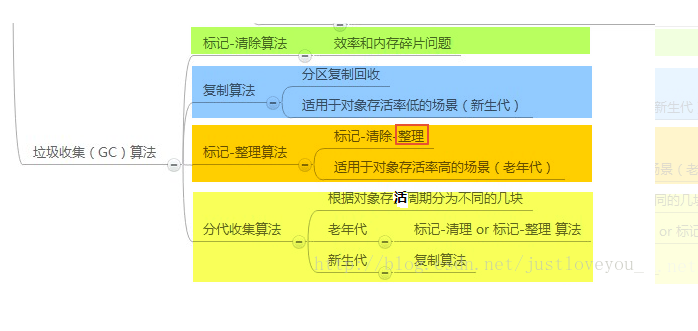 标记-清除算法
效率和内存碎片问题
复制算法
分区复制回收
适用于对象存活率低的场景（新生代）
垃圾收集（GC）算法
标记-整理算法
标记-清除-整理
适用于对象存活率高的场景（老年代）
分代收集算法
根据对象存活周期分为不同的几块
老年代
标记-清理 or 标记-整理 算法
新生代
复制算法
http://blog.csdn.net/justloveyou_
新生代）
场景（老
同的几块
or 标记